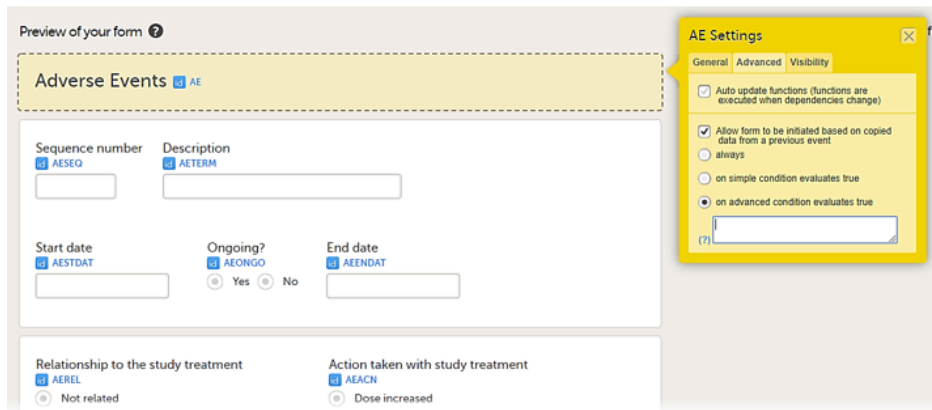 Preview of your form ?
f
AE Settings
General Advanced Visibility
Adverse Events id AE
Auto update functions (functions are
executed when dependencies change)
Allow form to be initiated based on copied
data from a previous event
always
on simple condition evaluates true
on advanced condition evaluates true
(?)
Sequence number Description
id AESEQ id AETERM
Start date Ongoing? End date
id AESTDAT id AEONGO id AEENDAT
Yes No
Relationship to the study treatment Action taken with study treatment
id AEREL id AEACN
Not related Dose increased